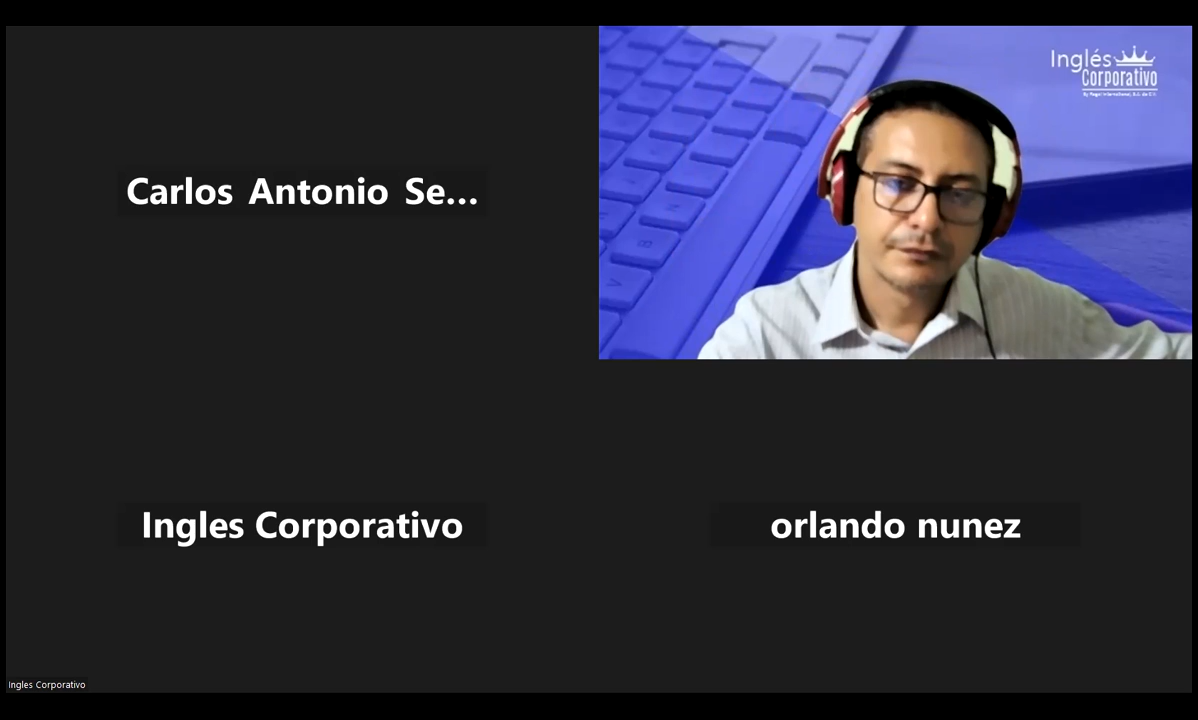 Inglés
Corporativo
Carlos Antonio Se...
Ingles Corporativo
orlando nunez
Ingles Corporativo